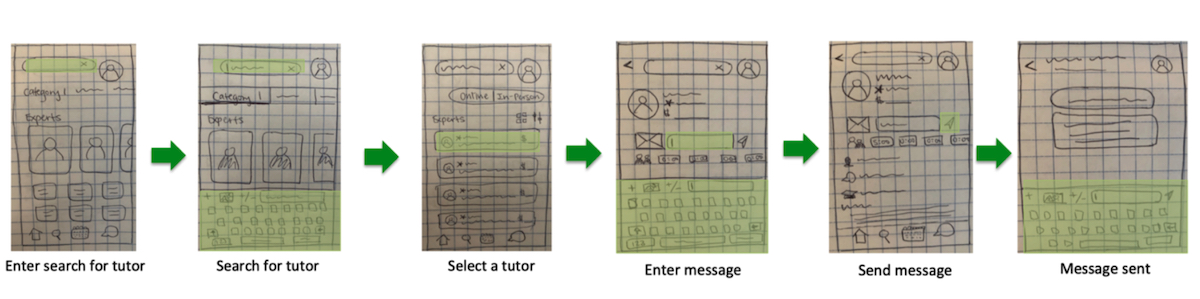 Category 1
Experts
Enter search for tutor
Category 1
Experts
Search for tutor
Online | In-Person
Experts
Select a tutor
Enter message
Send message
Message sent